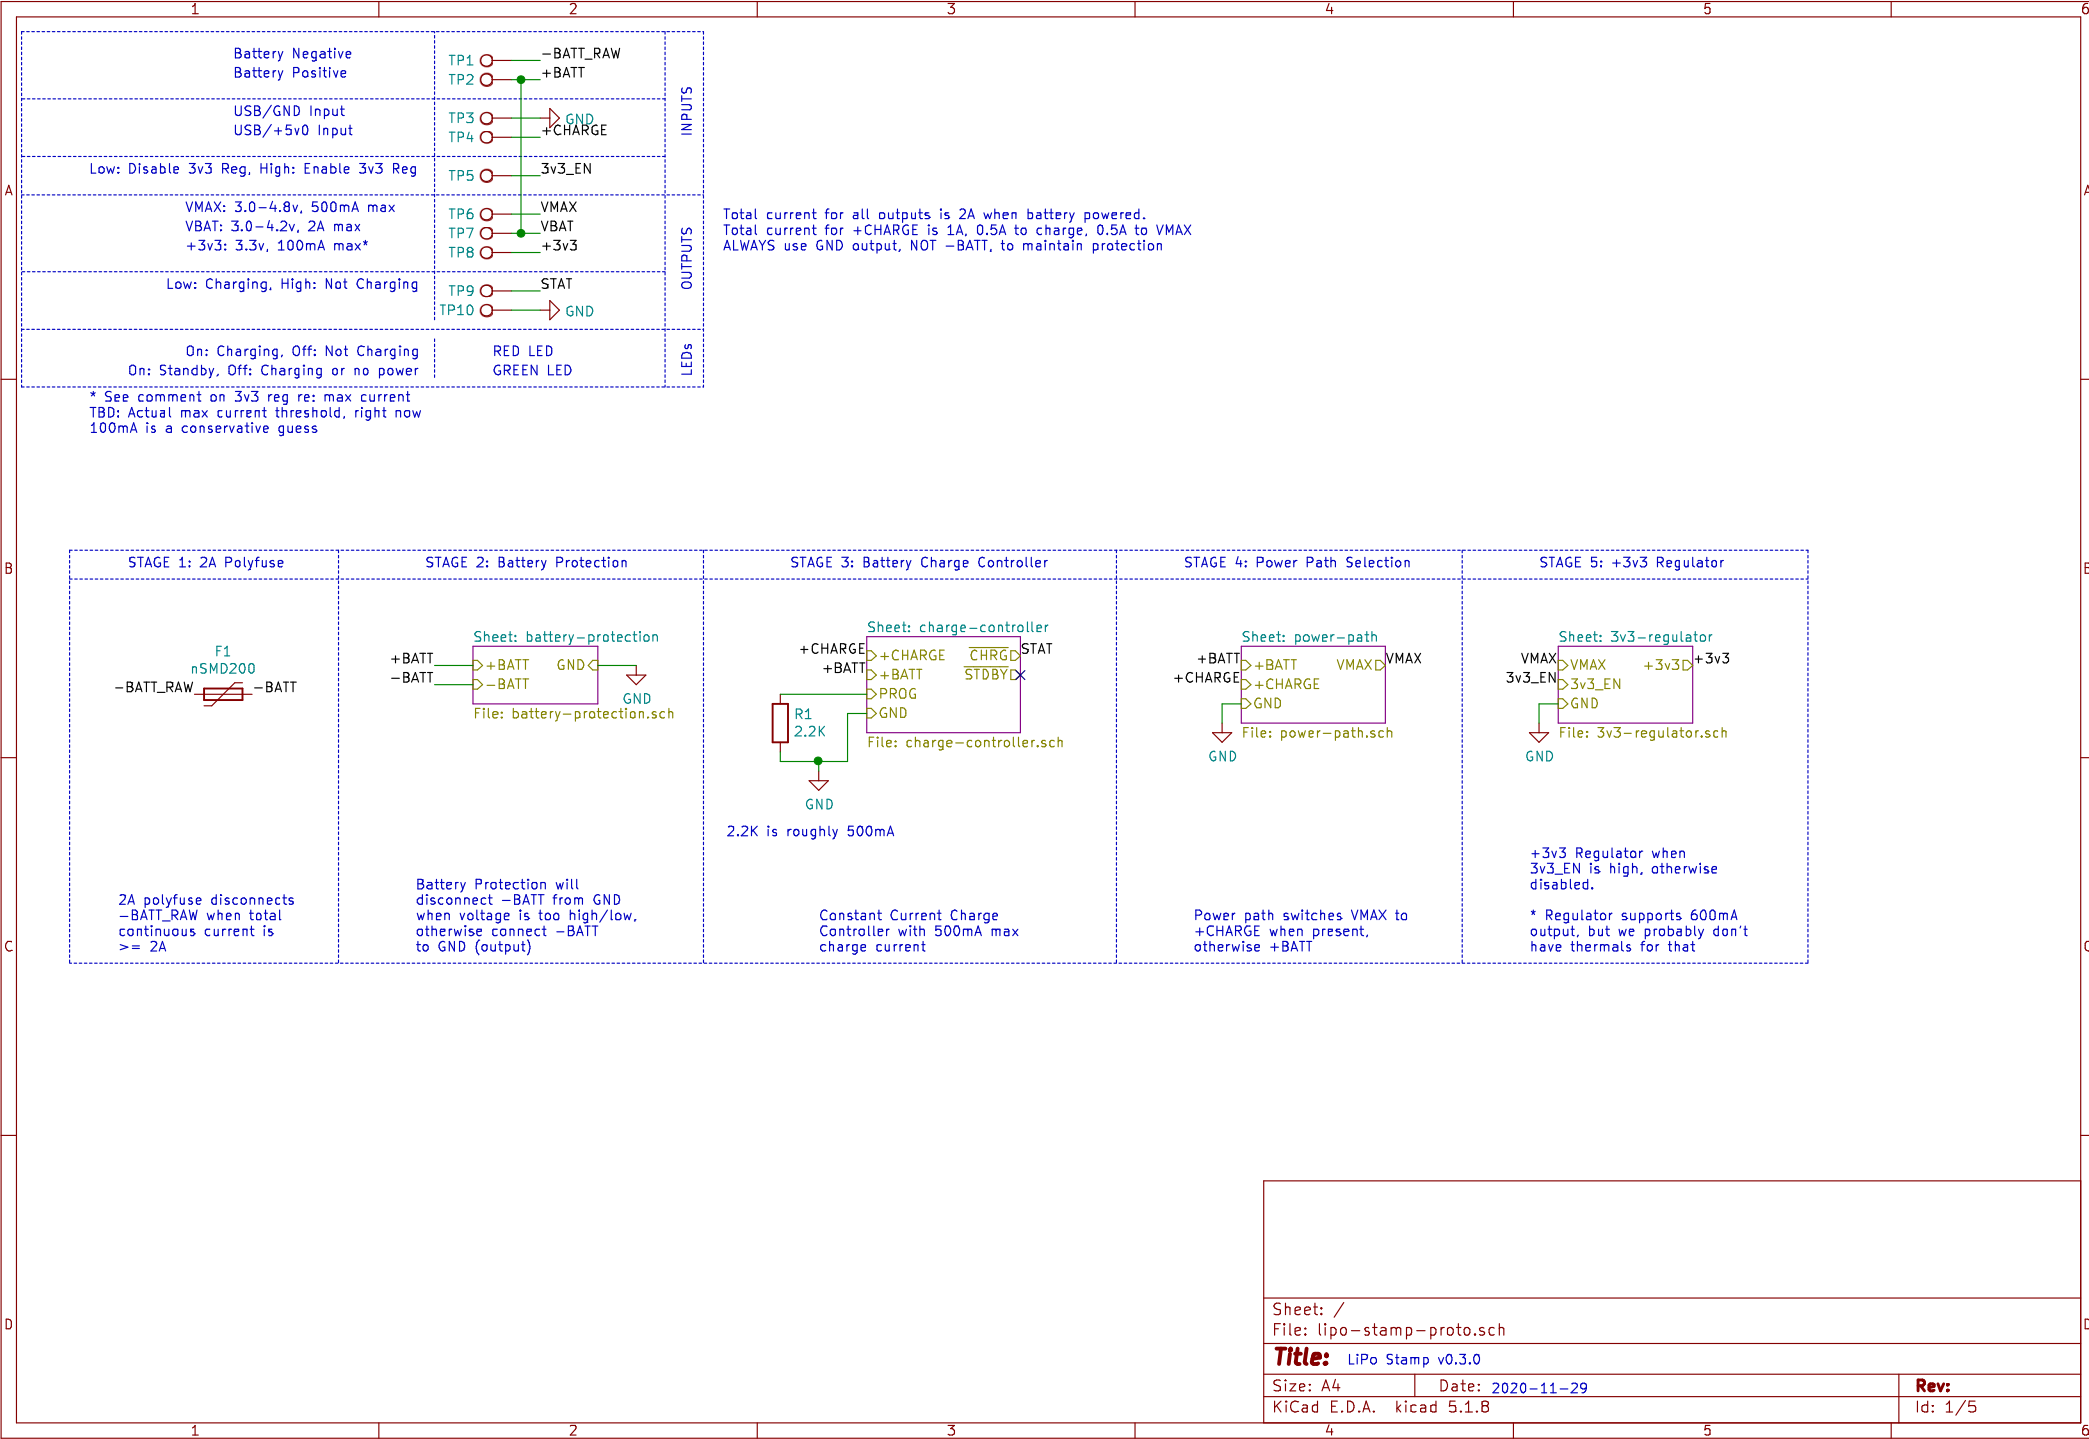 1 2 3 4 5 6
Battery Negative TP1 -BATT_RAW
Battery Positive TP2 +BATT
USB/GND Input TP3 GND
USB/+5v0 Input TP4 +CHARGE
INPUTS
Low: Disable 3v3 Reg, High: Enable 3v3 Reg TP5 3v3_EN
A A
VMAX: 3.0-4.8v, 500mA max TP6 VMAX
VBAT: 3.0-4.2v, 2A max TP7 VBAT
+3v3: 3.3v, 100mA max* TP8 +3v3
OUTPUTS
Low: Charging, High: Not Charging TP9 STAT
TP10 GND
On: Charging, Off: Not Charging RED LED
On: Standby, Off: Charging or no power GREEN LED
LEDs
Total current for all outputs is 2A when battery powered.
Total current for +CHARGE is 1A, 0.5A to charge, 0.5A to VMAX
ALWAYS use GND output, NOT -BATT, to maintain protection
* See comment on 3v3 reg re: max current
TBD: Actual max current threshold, right now
100mA is a conservative guess
B B
STAGE 1: 2A Polyfuse
F1
nSMD200
-BATT_RAW -BATT
2A polyfuse disconnects
-BATT_RAW when total
continuous current is
>= 2A
STAGE 2: Battery Protection
Sheet: battery-protection
+BATT +BATT GND
-BATT -BATT
GND
File: battery-protection.sch
Battery Protection will
disconnect -BATT from GND
when voltage is too high/low,
otherwise connect -BATT
to GND (output)
STAGE 3: Battery Charge Controller
Sheet: charge-controller
+CHARGE +CHARGE CHRG STAT
+BATT +BATT STDBY
PROG
GND
R1
2.2K
File: charge-controller.sch
GND
2.2K is roughly 500mA
Constant Current Charge
Controller with 500mA max
charge current
STAGE 4: Power Path Selection
Sheet: power-path
+BATT +BATT VMAX VMAX
+CHARGE +CHARGE
GND
File: power-path.sch
GND
Power path switches VMAX to
+CHARGE when present,
otherwise +BATT
STAGE 5: +3v3 Regulator
Sheet: 3v3-regulator
VMAX VMAX +3v3 +3v3
3v3_EN 3v3_EN
GND
File: 3v3-regulator.sch
GND
+3v3 Regulator when
3v3_EN is high, otherwise
disabled.
* Regulator supports 600mA
output, but we probably don't
have thermals for that
C C
D D
Sheet: /
File: lipo-stamp-proto.sch
Title: LiPo Stamp v0.3.0
Size: A4 Date: 2020-11-29 Rev:
KiCad E.D.A. kicad 5.1.8 Id: 1/5
1 2 3 4 5 6